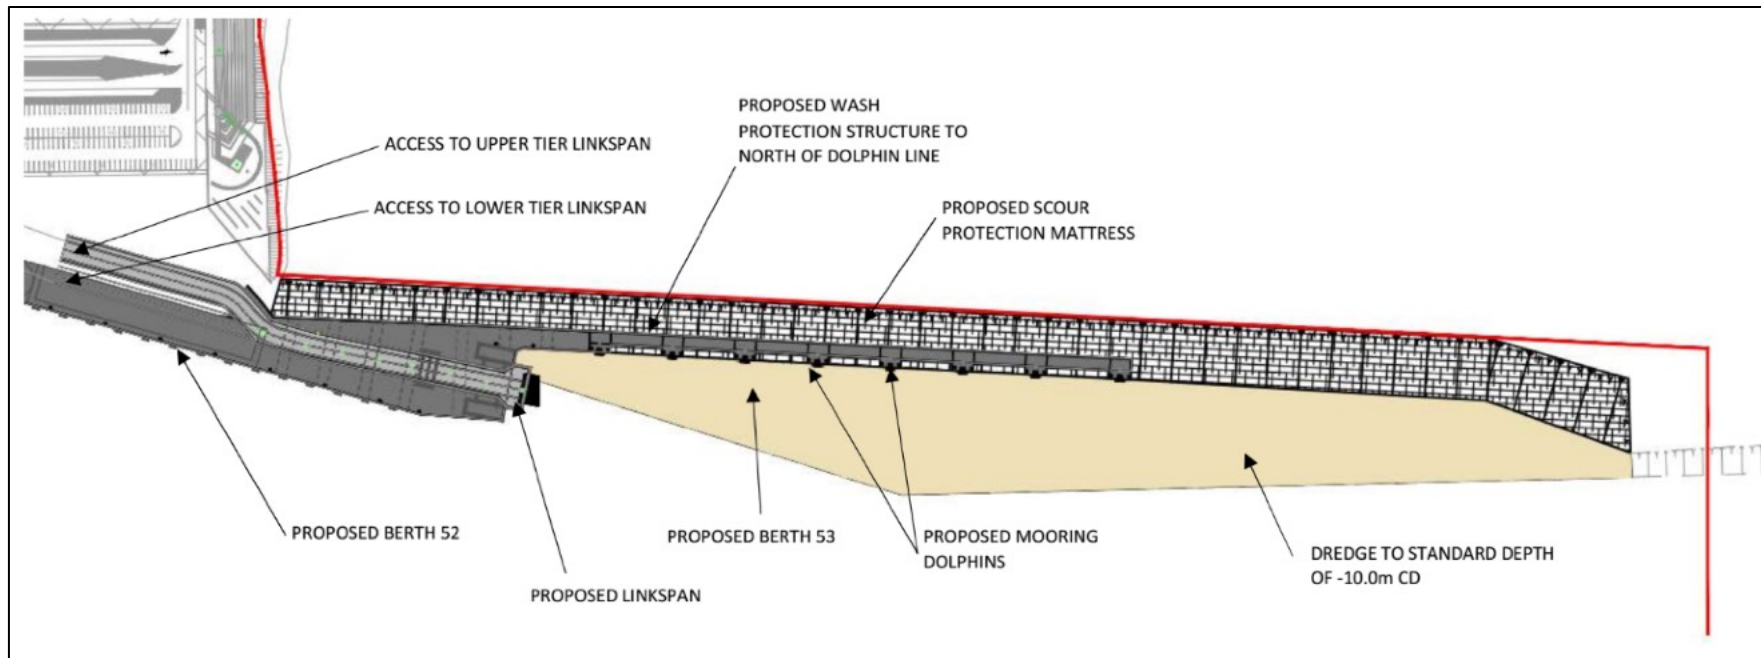 PROPOSED WASH
PROTECTION STRUCTURE TO
NORTH OF DOLPHIN LINE
ACCESS TO UPPER TIER LINKSPAN
ACCESS TO LOWER TIER LINKSPAN
PROPOSED SCOUR
PROTECTION MATTRESS
PROPOSED BERTH 52
PROPOSED LINKSPAN
PROPOSED BERTH 53
PROPOSED MOORING
DOLPHINS
DREDGE TO STANDARD DEPTH
OF -10.0m CD